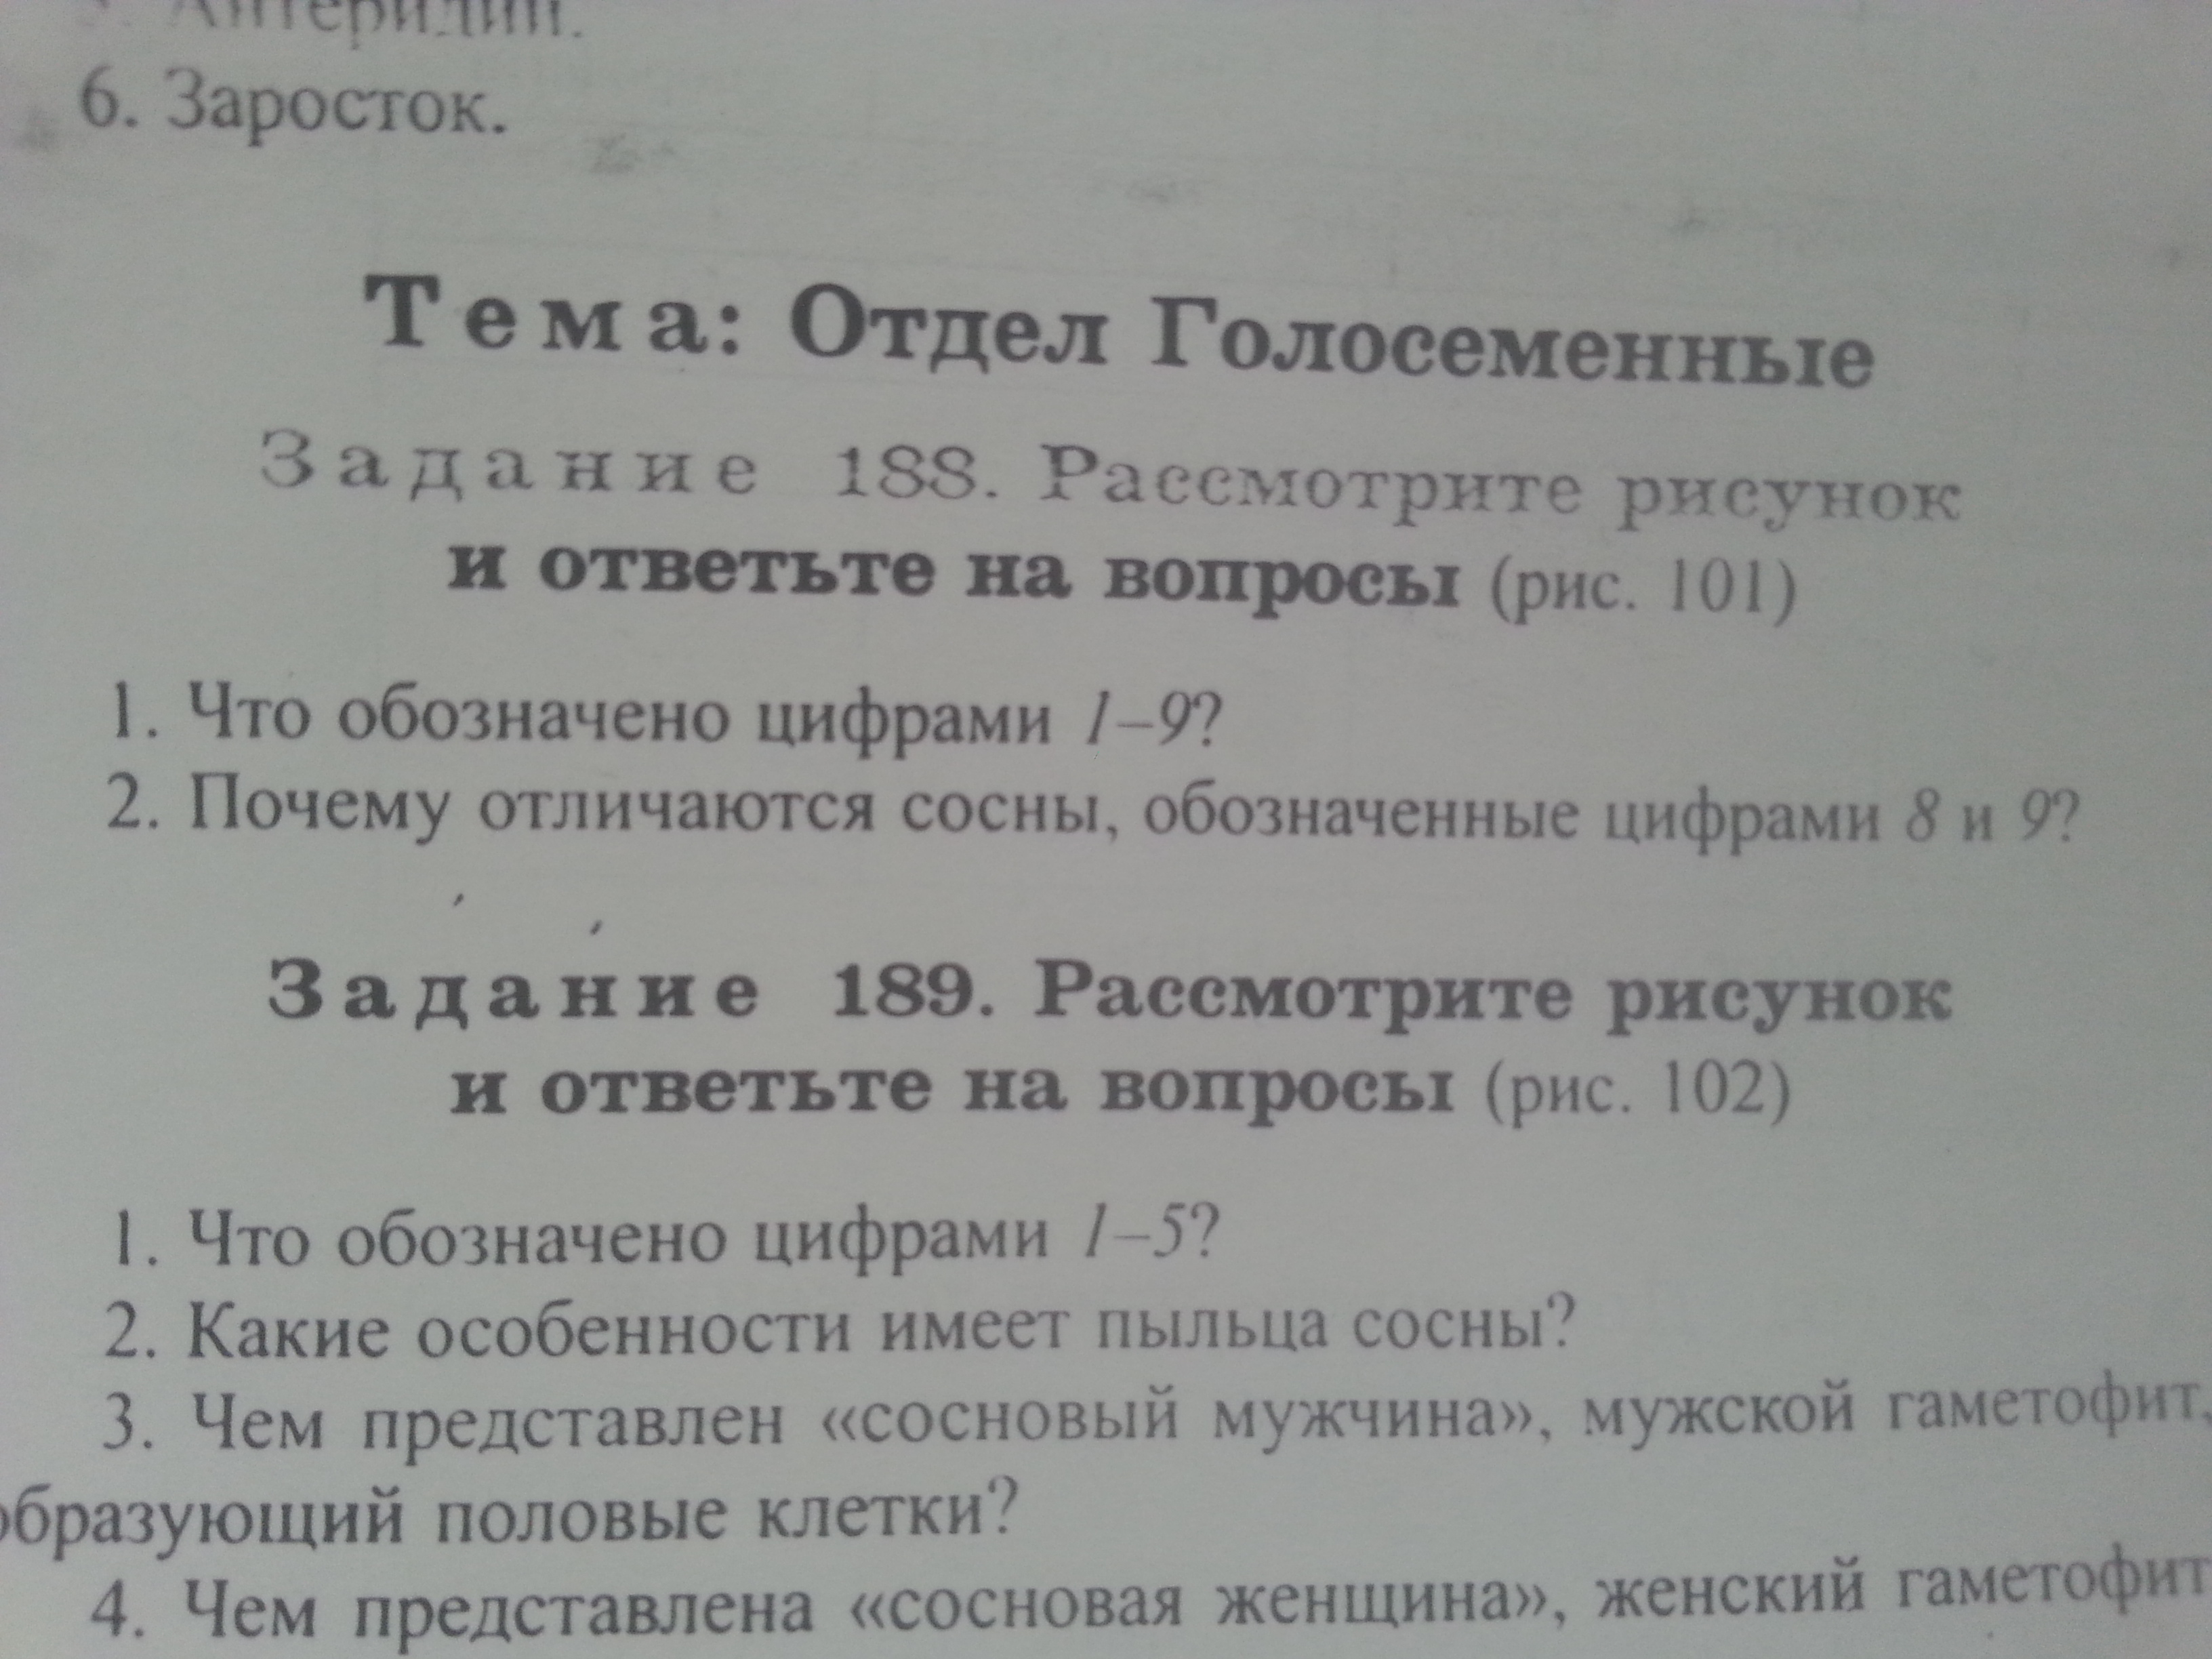 Антеридии.
6. Заросток.
Тема: Отдел Голосеменные
Задание 188. Рассмотрите рисунок
и ответьте на вопросы (рис. 101)
1. Что обозначено цифрами 1–9?
2. Почему отличаются сосны, обозначенные цифрами 8 и 9?
Задание 189. Рассмотрите рисунок
и ответьте на вопросы (рис. 102)
1. Что обозначено цифрами 1–5?
2. Какие особенности имеет пыльца сосны?
3. Чем представлен «сосновый мужчина», мужской гаметофит,
образующий половые клетки?
4. Чем представлена «сосновая женщина», женский гаметофит